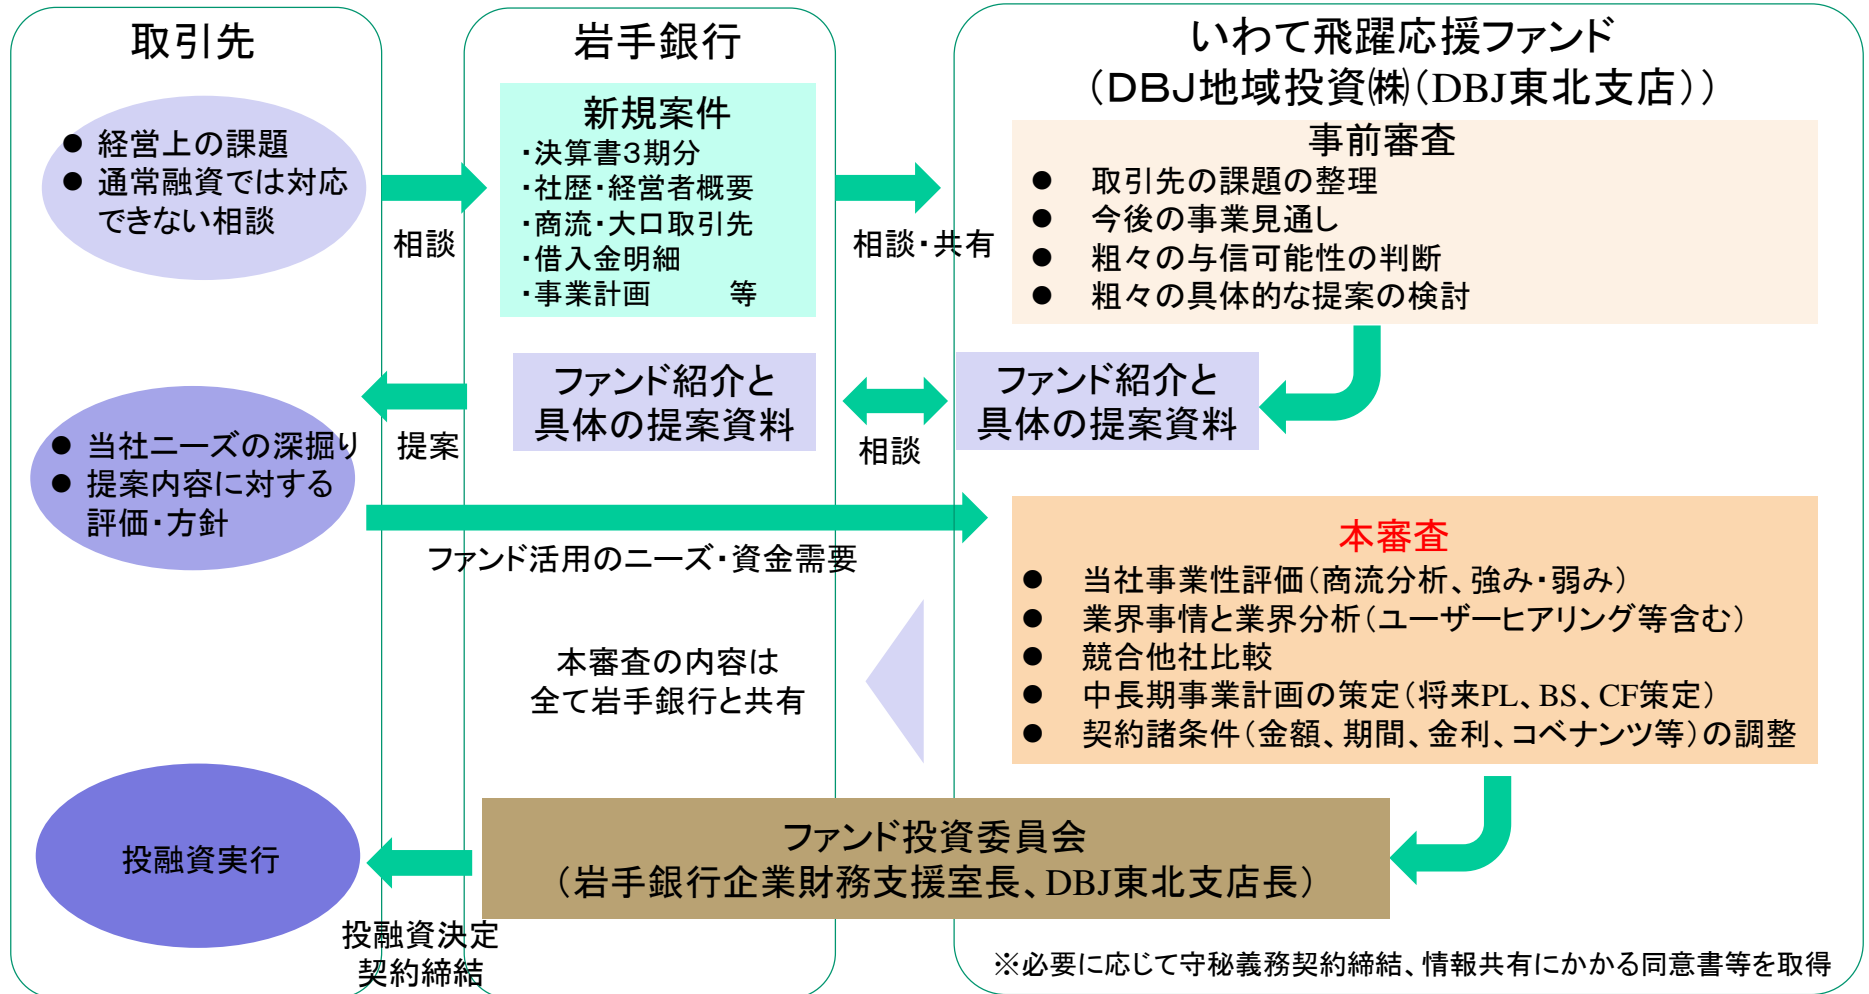 取引先
● 経営上の課題
● 通常融資では対応
できない相談
相談
岩手銀行
新規案件
・決算書3期分
・社歴・経営者概要
・商流・大口取引先
・借入金明細
・事業計画　　等
相談・共有
いわて飛躍応援ファンド
（DBJ地域投資㈱（DBJ東北支店））
事前審査
● 取引先の課題の整理
● 今後の事業見通し
● 粗々の与信可能性の判断
● 粗々の具体的な提案の検討
ファンド紹介と
具体の提案資料
相談
ファンド紹介と
具体の提案資料
提案
● 当社ニーズの深掘り
● 提案内容に対する
評価・方針
ファンド活用のニーズ・資金需要
本審査
● 当社事業性評価（商流分析、強み・弱み）
● 業界事情と業界分析（ユーザーヒアリング等含む）
● 競合他社比較
● 中長期事業計画の策定（将来PL、BS、CF策定）
● 契約諸条件（金額、期間、金利、コベナンツ等）の調整
本審査の内容は
全て岩手銀行と共有
ファンド投資委員会
（岩手銀行企業財務支援室長、DBJ東北支店長）
投融資決定
契約締結
投融資実行
※必要に応じて守秘義務契約締結、情報共有にかかる同意書等を取得